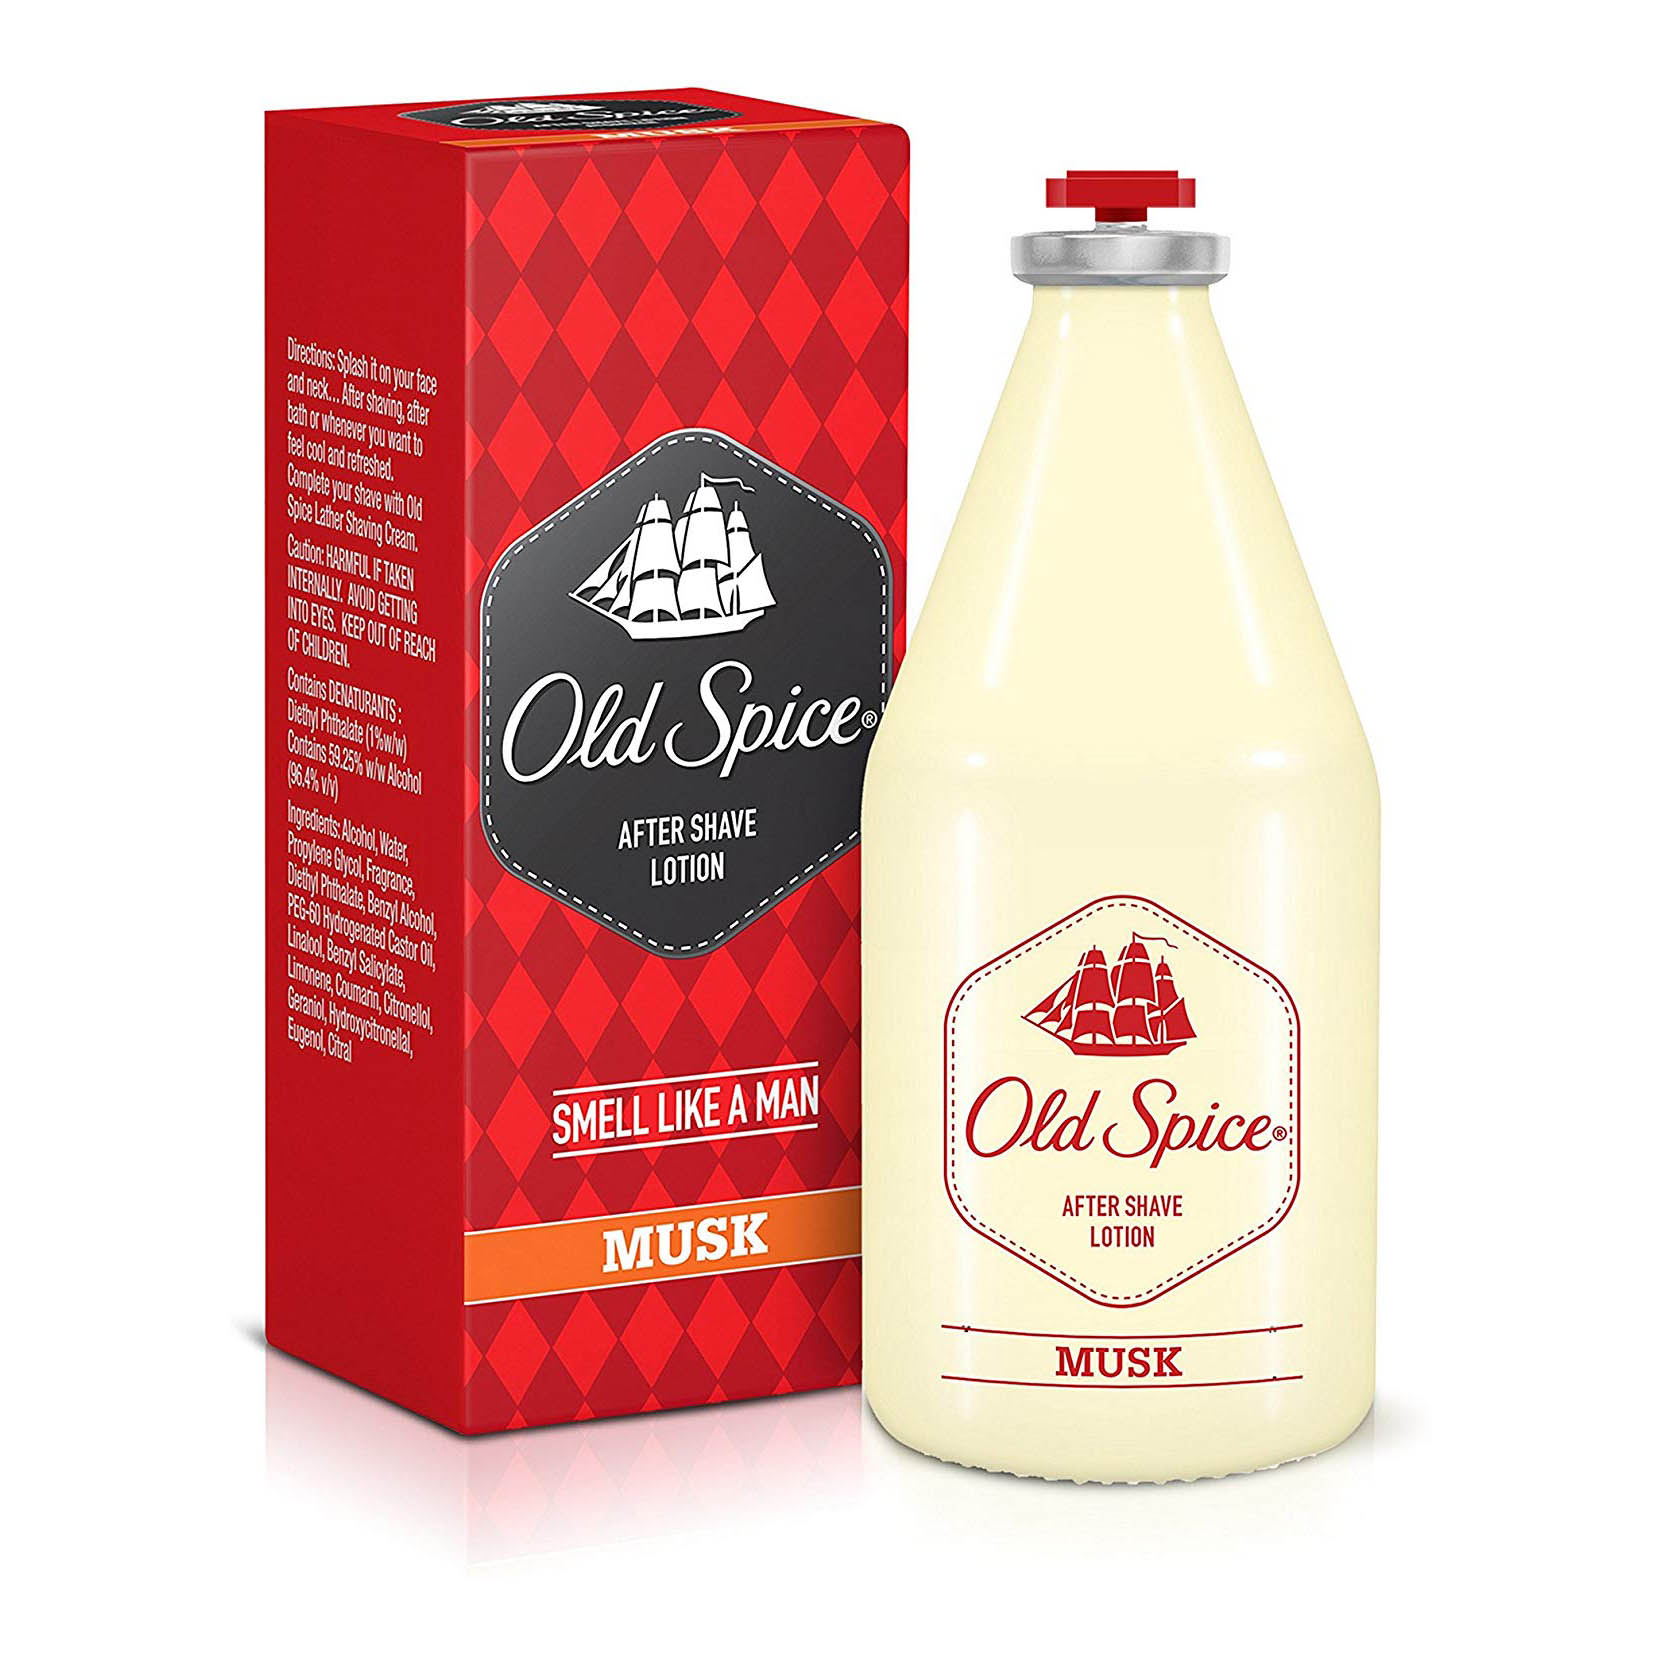 Old Spice
AFTER SHAVE LOTION
MUSK
Directions: Splash it on your face
and neck... After shaving, after
bath or whenever you want to
feel cool and refreshed.
Complete your shave with Old
Spice Lather Shaving Cream.
Caution: HARMFUL IF TAKEN
INTERNALLY. AVOID GETTING
INTO EYES. KEEP OUT OF REACH
OF CHILDREN.
Contains DENATURANTS :
Diethyl Phthalate (1%w/w)
Contains 59.25% w/w Alcohol
(96.4% v/v)
Ingredients: Alcohol, Water,
Propylene Glycol, Fragrance,
Diethyl Phthalate, Benzyl Alcohol,
PEG-60 Hydrogenated Castor Oil,
Linalool, Benzyl Salicylate,
Limonene, Coumarin, Citronellol,
Geraniol, Hydroxycitronellal,
Eugenol, Citral
Old Spice®
AFTER SHAVE
LOTION
SMELL LIKE A MAN
MUSK
Old Spice®
AFTER SHAVE
LOTION
MUSK